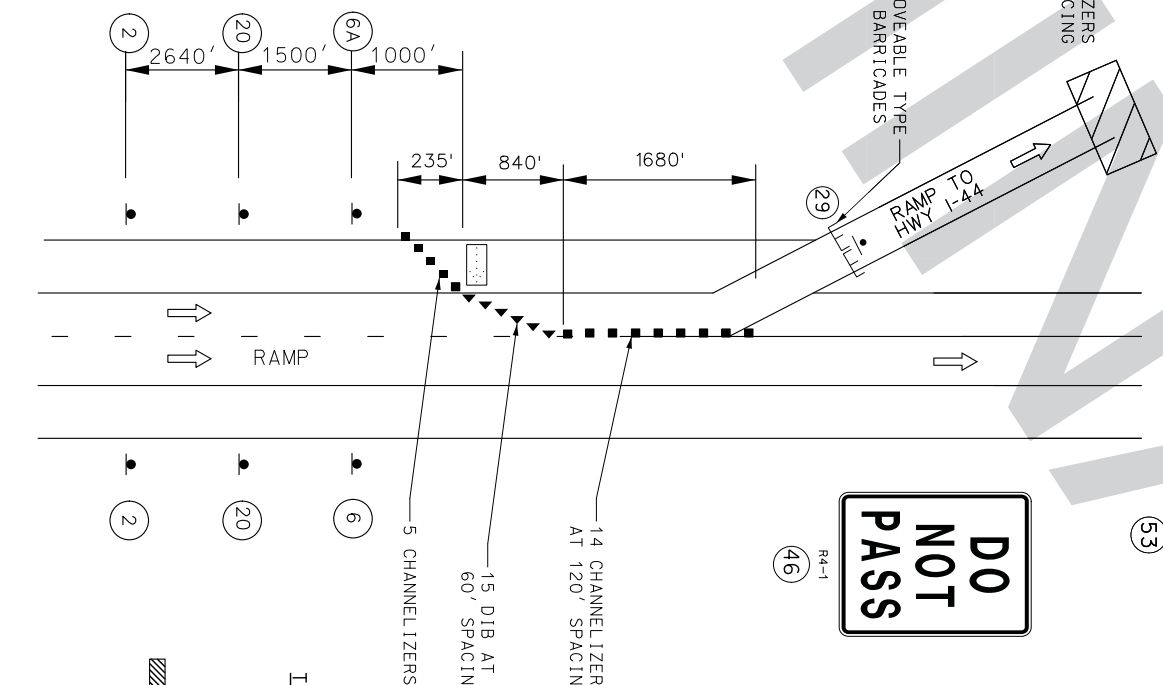 2
20
6A
2640'
1500'
1000'
235'
840'
1680'
ZERS
CING
OVEABLE TYPE
BARRICADES
29
RAMP TO
HWY I-44
RAMP
2
20
6
5 CHANNELIZERS
15 DIB AT
60' SPACIN
14 CHANNELIZER
AT 120' SPACIN
46
R4-1
DO
NOT
PASS
53